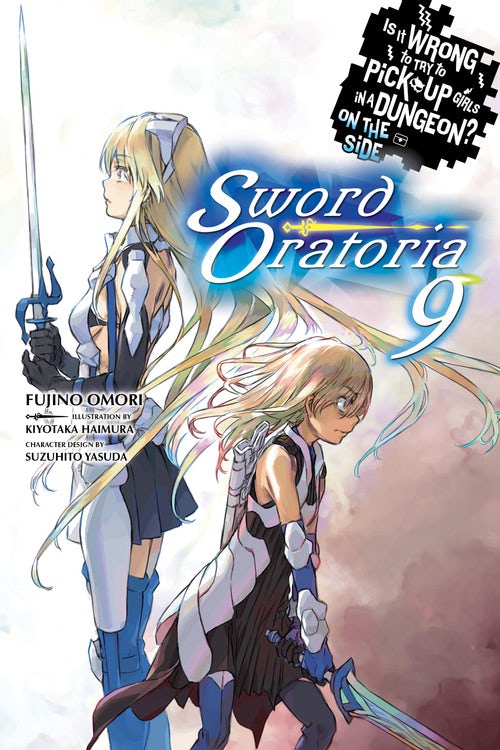 IS IT WRONG
TO TRY TO
PICK UP GIRLS
IN A DUNGEON?
ON THE
SIDE
Sword
Oratoria
9
FUJINO OMORI
ILLUSTRATION BY
KIYOTAKA HAIMURA
CHARACTER DESIGN BY
SUZUHITO YASUDA